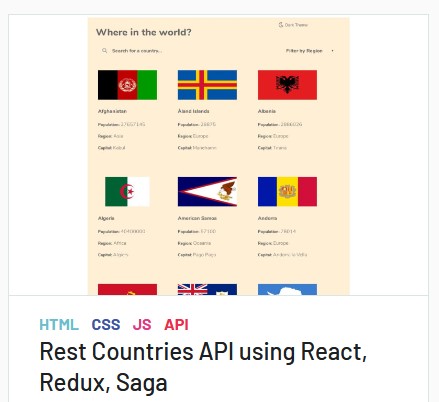 Dark Theme
Where in the world?
Search for a country...
Filter by Region
Afghanistan
Åland Islands
Albania
Population: 27657145
Population: 28875
Population: 2886026
Region: Asia
Region: Europe
Region: Europe
Capital: Kabul
Capital: Mariehamn
Capital: Tirana
Algeria
American Samoa
Andorra
Population: 40400000
Population: 57100
Population: 78014
Region: Africa
Region: Oceania
Region: Europe
Capital: Algiers
Capital: Pago Pago
Capital: Andorra la Vella
HTML CSS JS API
Rest Countries API using React,
Redux, Saga